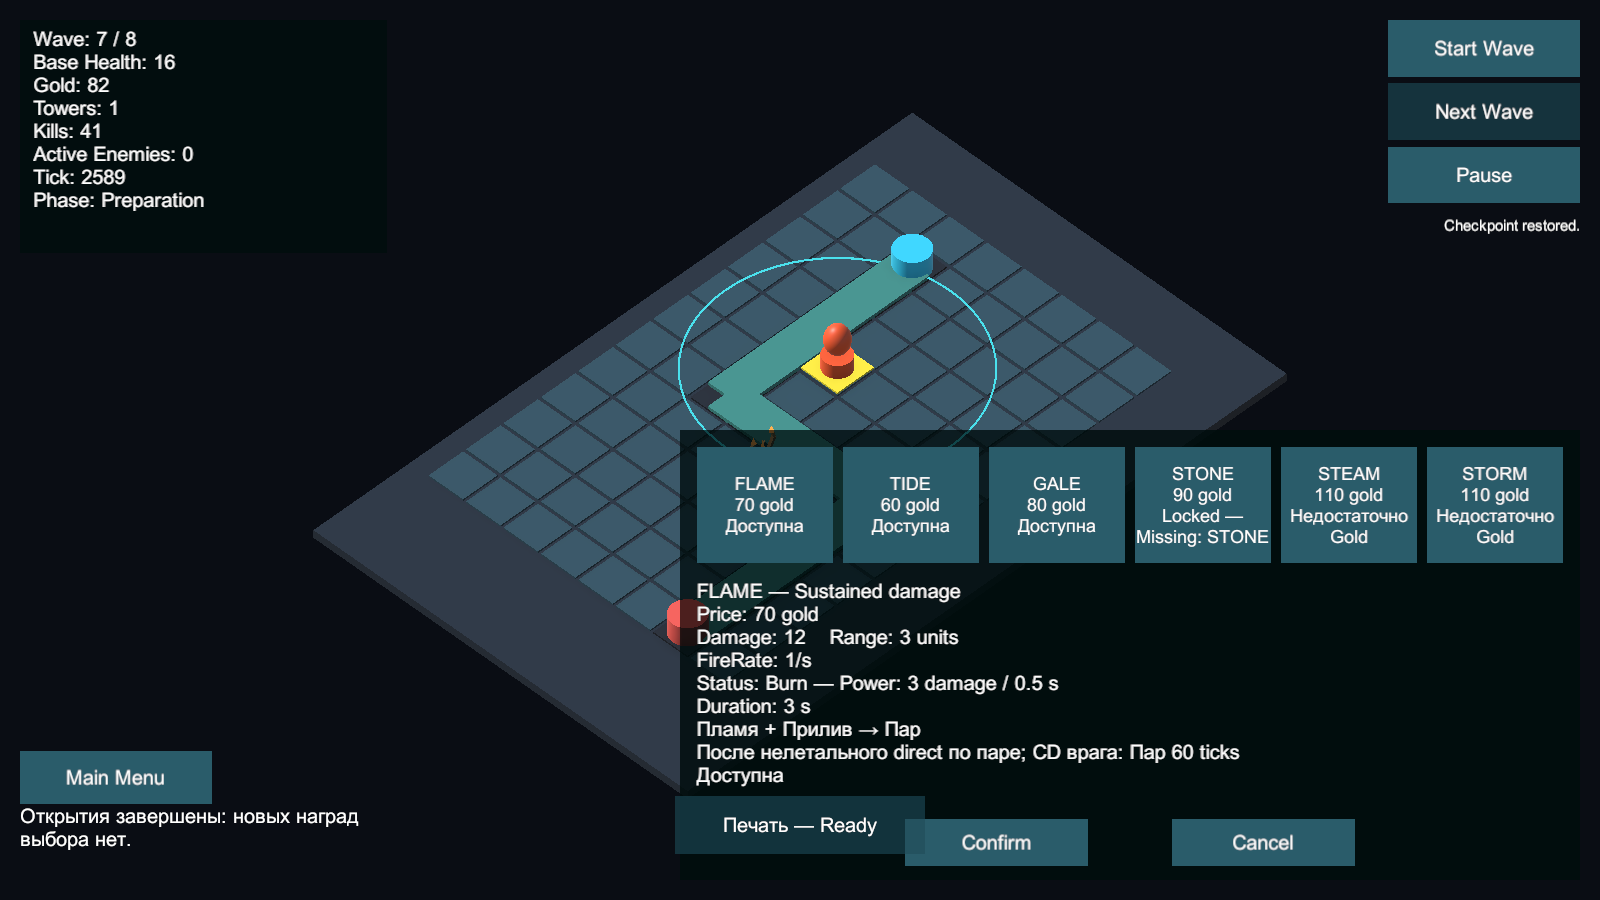 Wave: 7 / 8
Base Health: 16
Gold: 82
Towers: 1
Kills: 41
Active Enemies: 0
Tick: 2589
Phase: Preparation
Start Wave
Next Wave
Pause
Checkpoint restored.
FLAME
70 gold
Доступна
TIDE
60 gold
Доступна
GALE
80 gold
Доступна
STONE
90 gold
Locked —
Missing: STONE
STEAM
110 gold
Недостаточно
Gold
STORM
110 gold
Недостаточно
Gold
FLAME — Sustained damage
Price: 70 gold
Damage: 12    Range: 3 units
FireRate: 1/s
Status: Burn — Power: 3 damage / 0.5 s
Duration: 3 s
Пламя + Прилив → Пар
После нелетального direct по паре; CD врага: Пар 60 ticks
Доступна
Печать — Ready
Confirm
Cancel
Main Menu
Открытия завершены: новых наград
выбора нет.